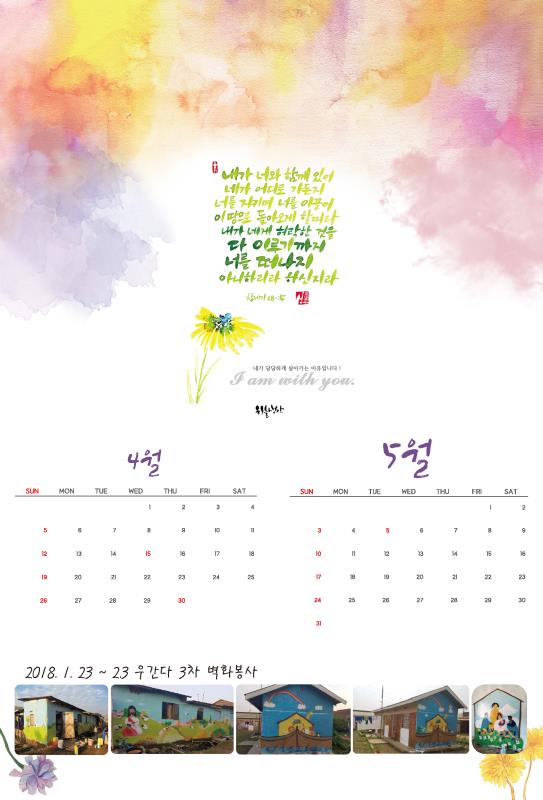 내가 너와 함께 있어
네가 어디로 가든지
너를 지키며 너를 이끌어
이 땅으로 돌아오게 할지라
내가 네게 허락한 것을
다 이루기까지
너를 떠나지
아니하리라 하신지라
창세기 28:15
내가 당당하게 살아가는 이유입니다!
I am with you.
4월
SUN MON TUE WED THU FRI SAT
1 2 3 4
5 6 7 8 9 10 11
12 13 14 15 16 17 18
19 20 21 22 23 24 25
26 27 28 29 30
5월
SUN MON TUE WED THU FRI SAT
1 2
3 4 5 6 7 8 9
10 11 12 13 14 15 16
17 18 19 20 21 22 23
24 25 26 27 28 29 30
31
2018. 1. 23 ~ 23 우간다 3차 벽화봉사